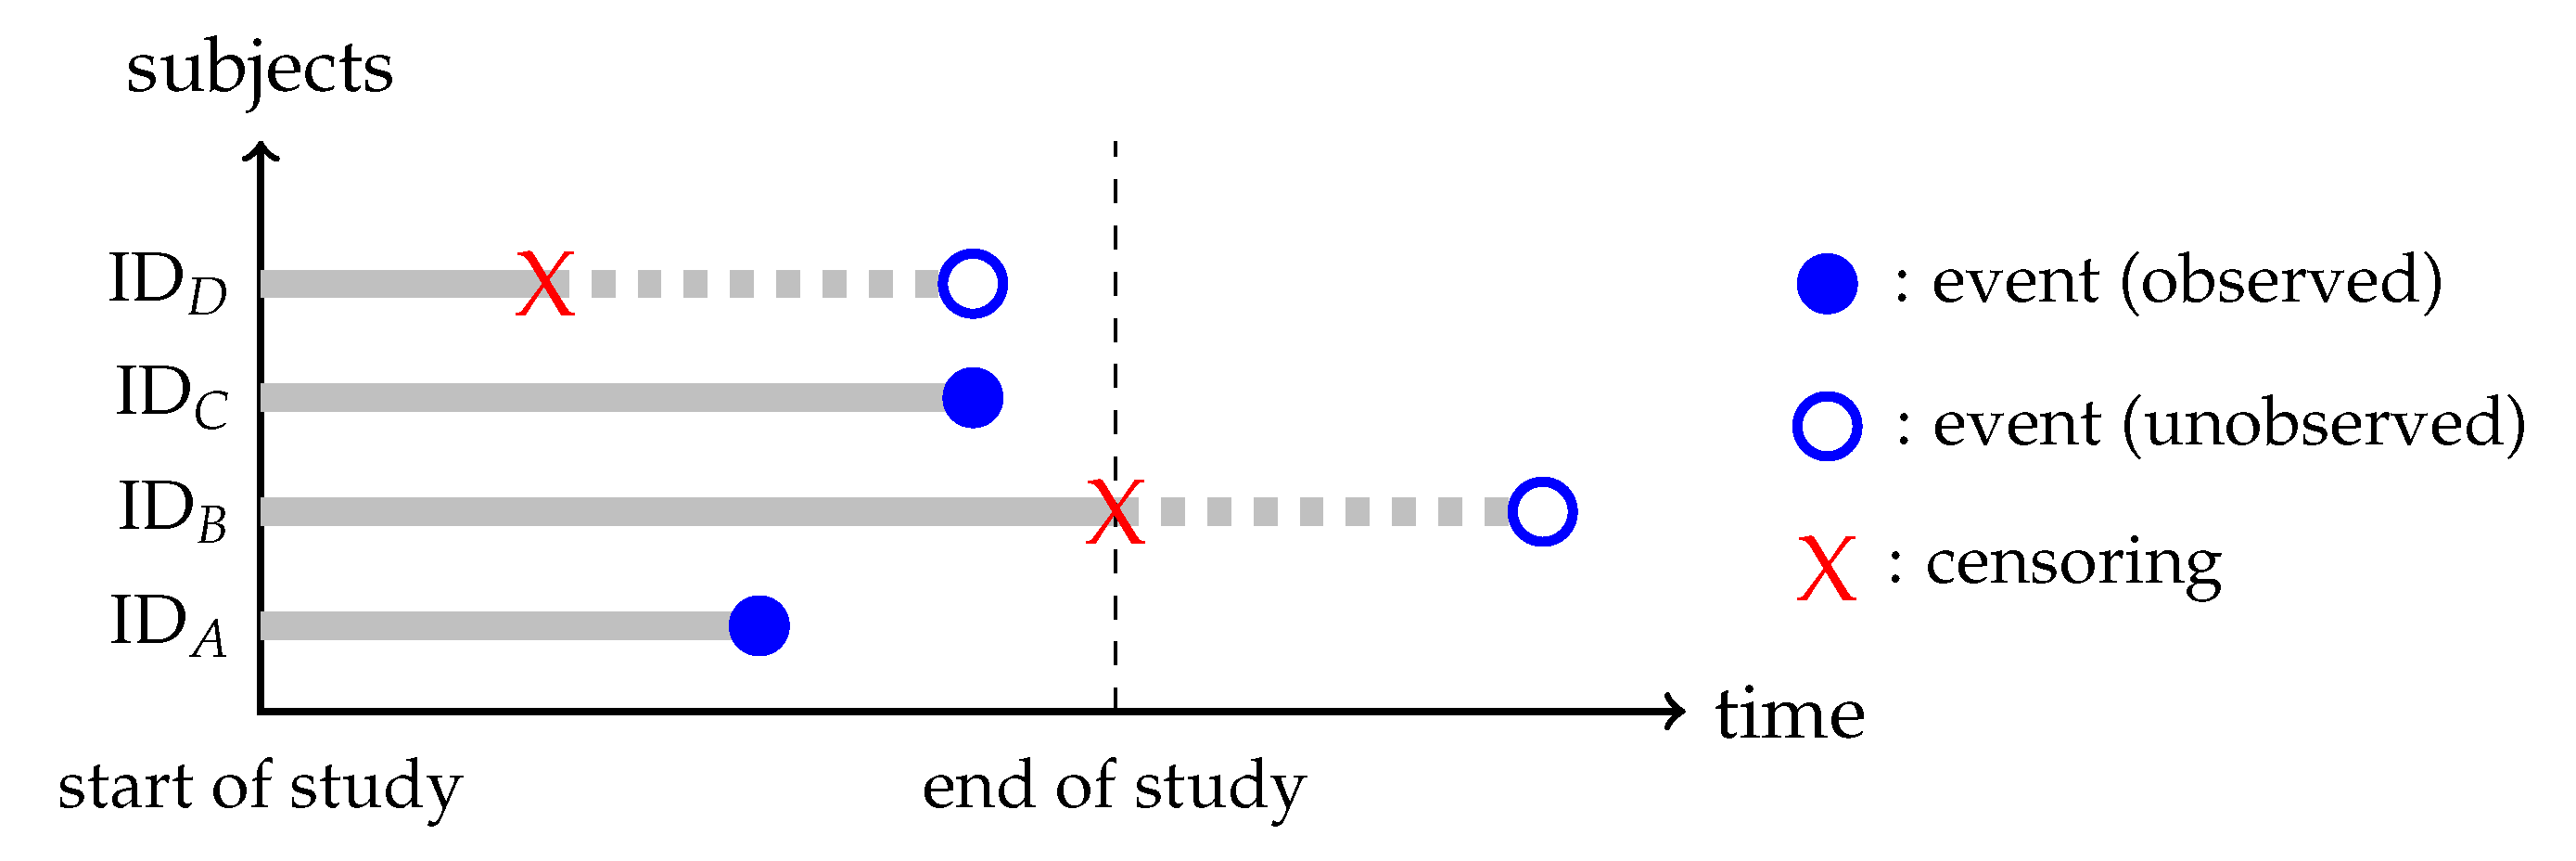 subjects
ID_D
ID_C
ID_B
ID_A
X
X
time
start of study
end of study
: event (observed)
: event (unobserved)
X : censoring